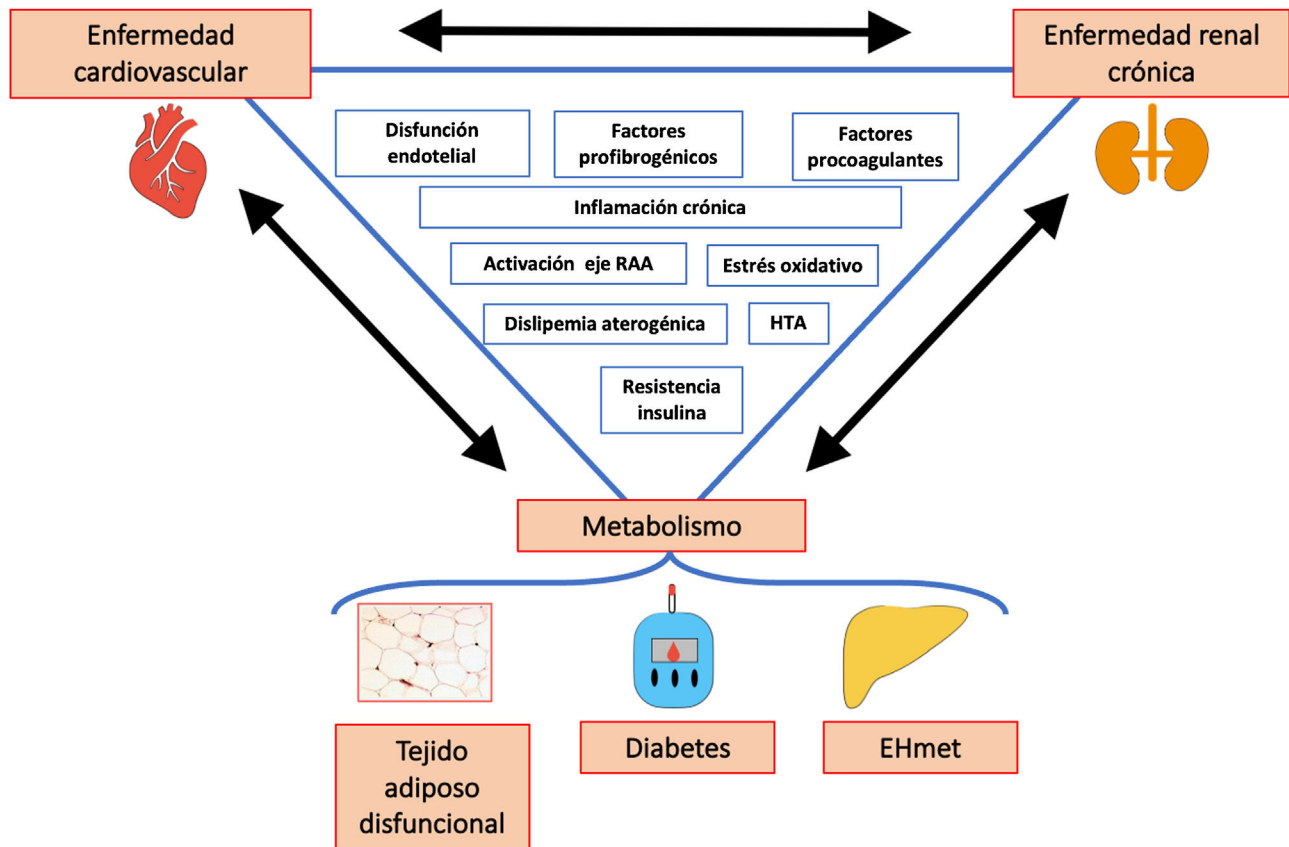 Enfermedad
cardiovascular
Enfermedad renal
crónica
Disfunción
endotelial
Factores
profibrogénicos
Factores
procoagulantes
Inflamación crónica
Activación eje RAA
Estrés oxidativo
Dislipemia aterogénica
HTA
Resistencia
insulina
Metabolismo
Tejido
adiposo
disfuncional
Diabetes
EHmet